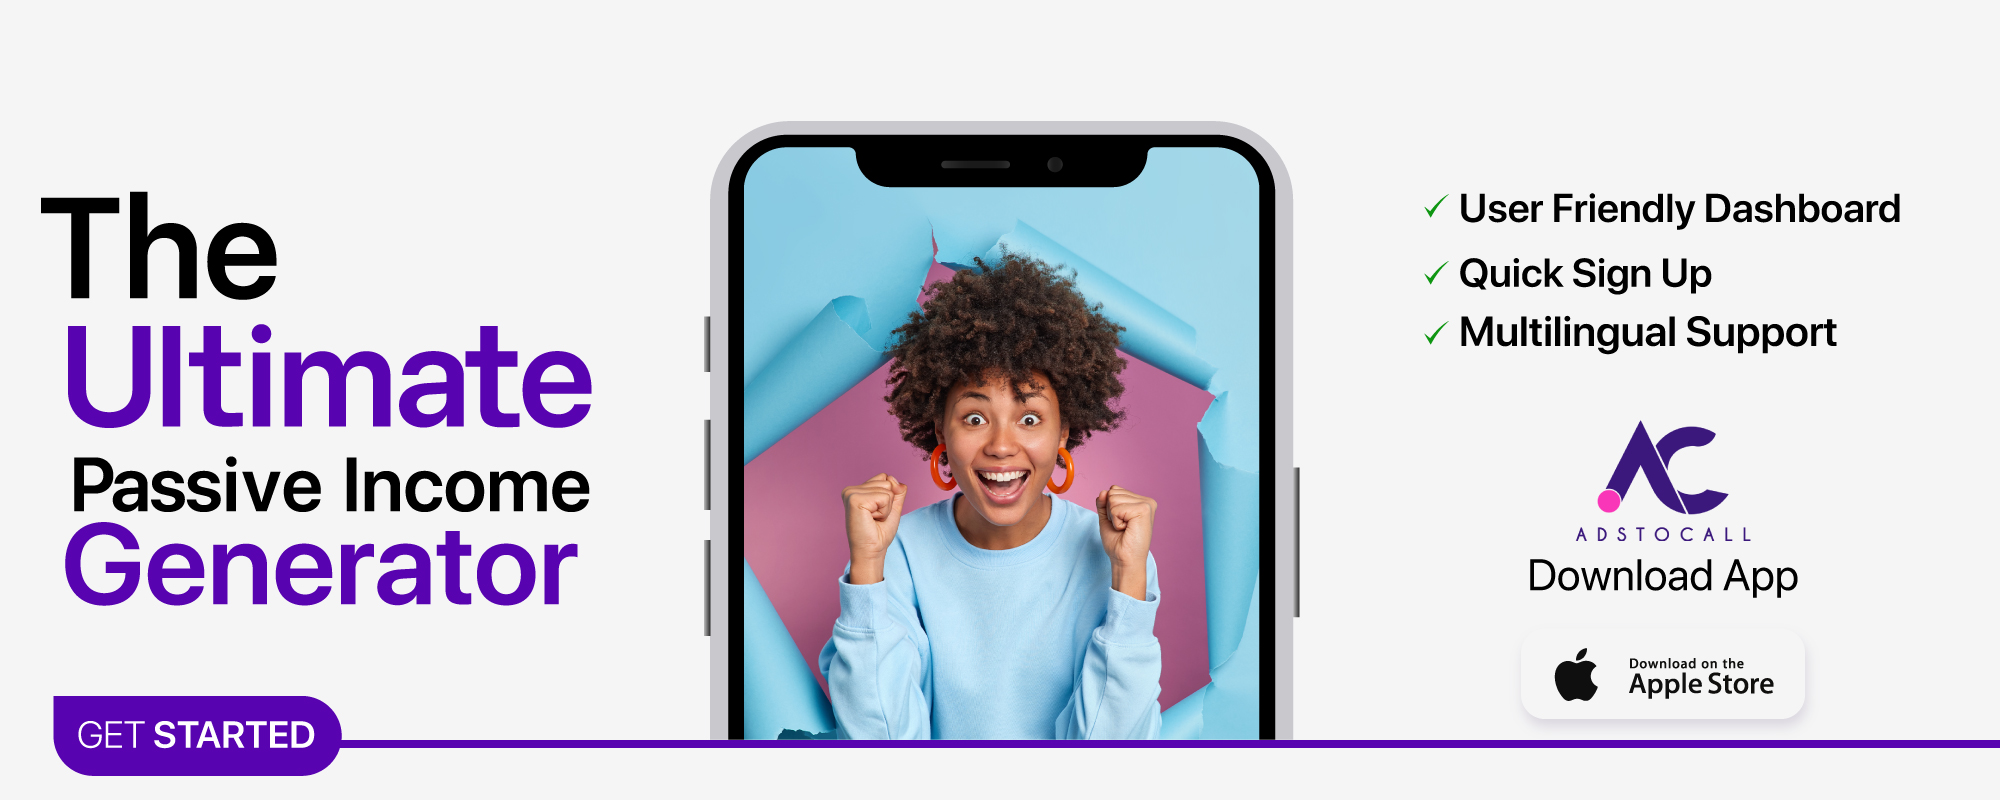 The
Ultimate
Passive Income
Generator
GET STARTED
User Friendly Dashboard
Quick Sign Up
Multilingual Support
AC
ADSTOCALL
Download App
Download on the
Apple Store